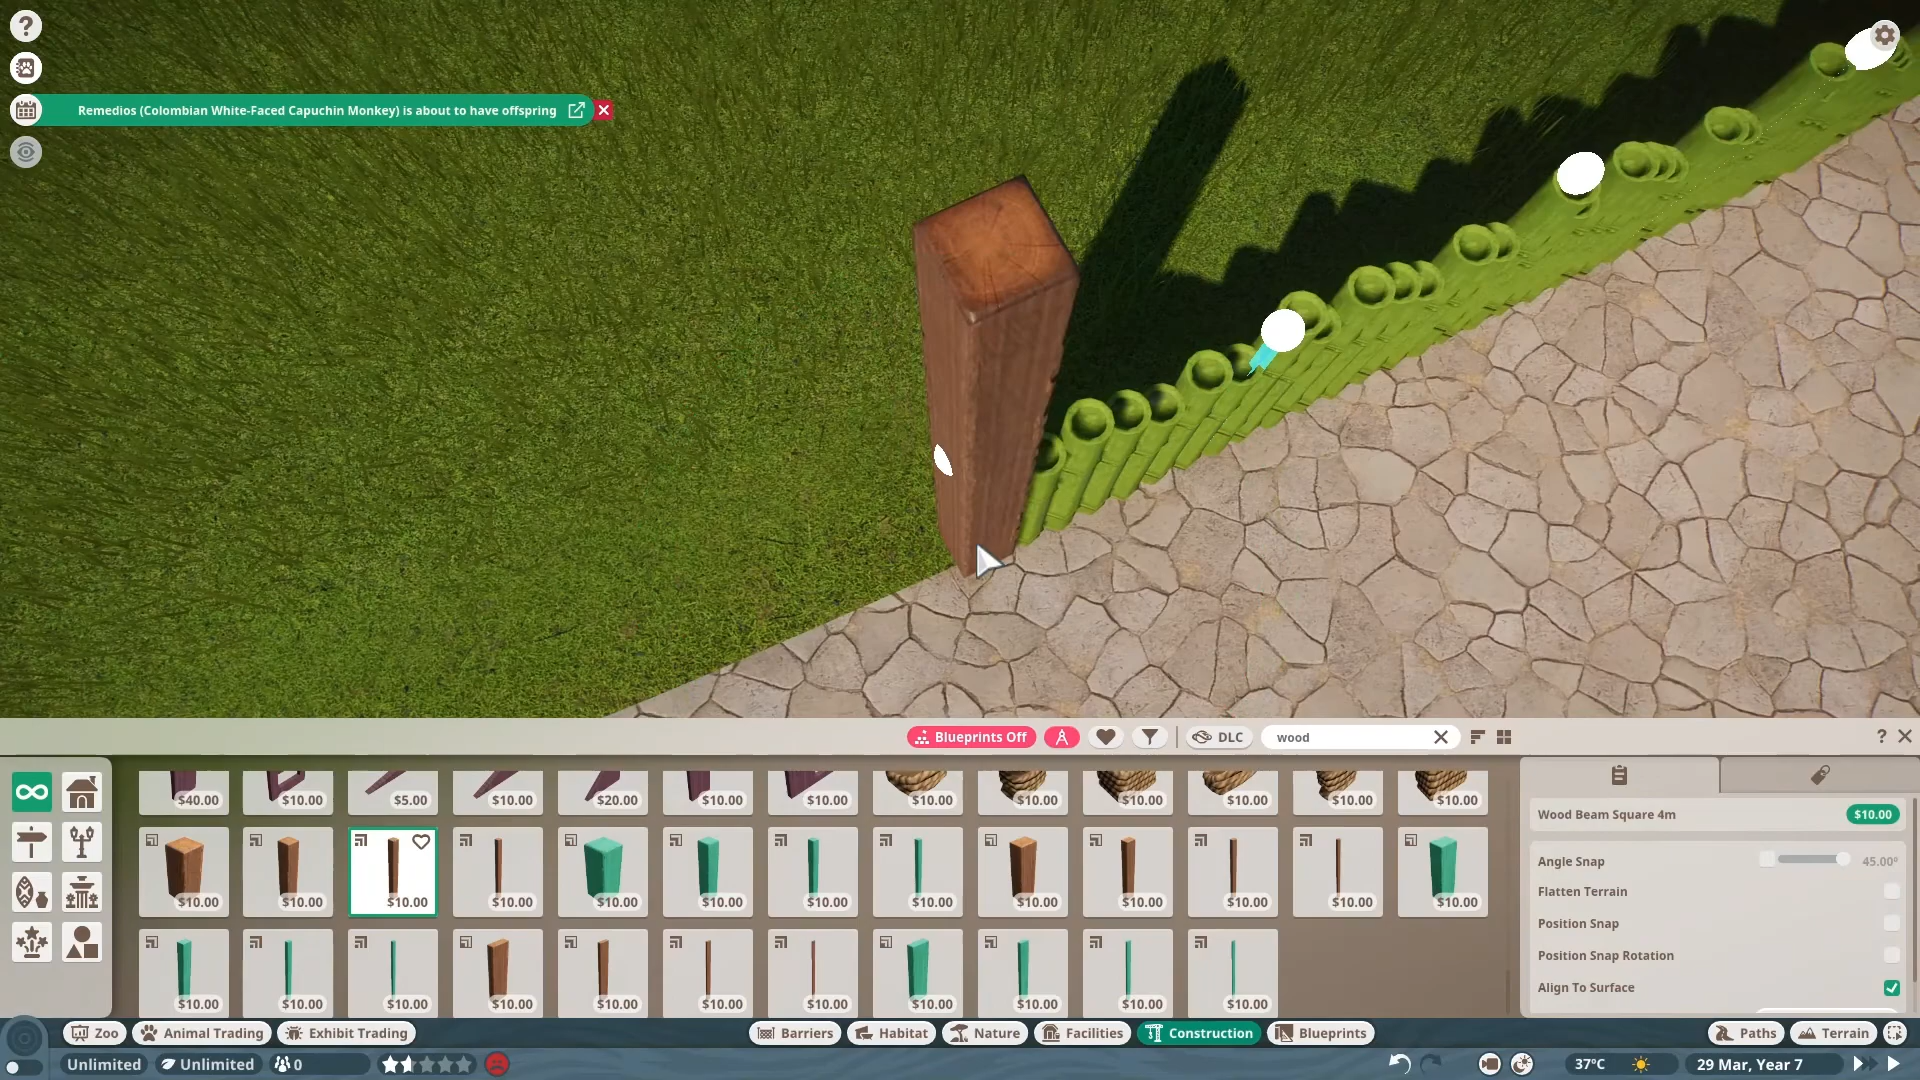 ?
Remedios (Colombian White-Faced Capuchin Monkey) is about to have offspring
Blueprints Off
DLC
wood
?
$40.00 $10.00 $5.00 $10.00 $20.00 $10.00 $10.00 $10.00 $10.00 $10.00 $10.00 $10.00 $10.00
$10.00 $10.00 $10.00 $10.00 $10.00 $10.00 $10.00 $10.00 $10.00 $10.00 $10.00 $10.00 $10.00
$10.00 $10.00 $10.00 $10.00 $10.00 $10.00 $10.00 $10.00 $10.00 $10.00 $10.00
Wood Beam Square 4m $10.00
Angle Snap 45.00°
Flatten Terrain
Position Snap
Position Snap Rotation
Align To Surface
Zoo Animal Trading Exhibit Trading Barriers Habitat Nature Facilities Construction Blueprints Paths Terrain
Unlimited Unlimited 0 37°C 29 Mar, Year 7